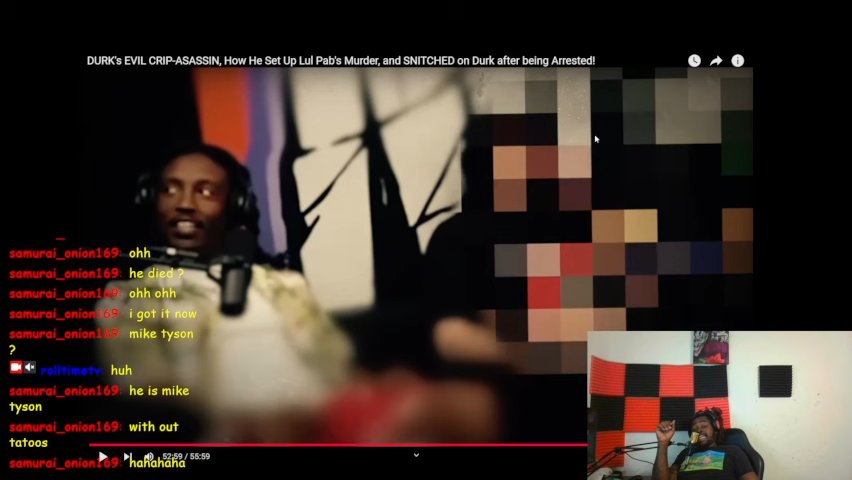 DURK's EVIL CRIP-ASASSIN, How He Set Up Lul Pab's Murder, and SNITCHED on Durk after being Arrested!
samurai_onion169: ohh
samurai_onion169: he died ?
samurai_onion169: ohh ohh
samurai_onion169: i got it now
samurai_onion169: mike tyson
?
rolltimetv: huh
samurai_onion169: he is mike
tyson
samurai_onion169: with out
tatoos
samurai_onion169: hahahaha
52:59 / 55:59